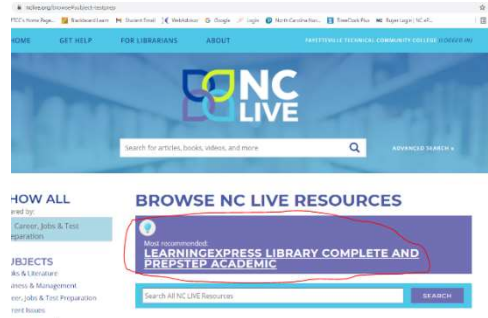 nclive.org/browse?subject=testprep
FTCC's Home Page... Blackboard Learn Student Email WebAdvisor Google Login North Carolina... TimeClock Plus
HOME GET HELP FOR LIBRARIANS ABOUT FAYETTEVILLE TECHNICAL COMMUNITY COLLEGE
NC
LIVE
Search for articles, books, videos, and more ADVANCED SEARCH »
HOW ALL
ered by:
Career, Jobs & Test
eparation
UBJECTS
ks & Literature
iness & Management
eer, Jobs & Test Preparation
rent Issues
BROWSE NC LIVE RESOURCES
Most recommended:
LEARNINGEXPRESS LIBRARY COMPLETE AND
PREPSTEP ACADEMIC
Search All NC LIVE Resources SEARCH